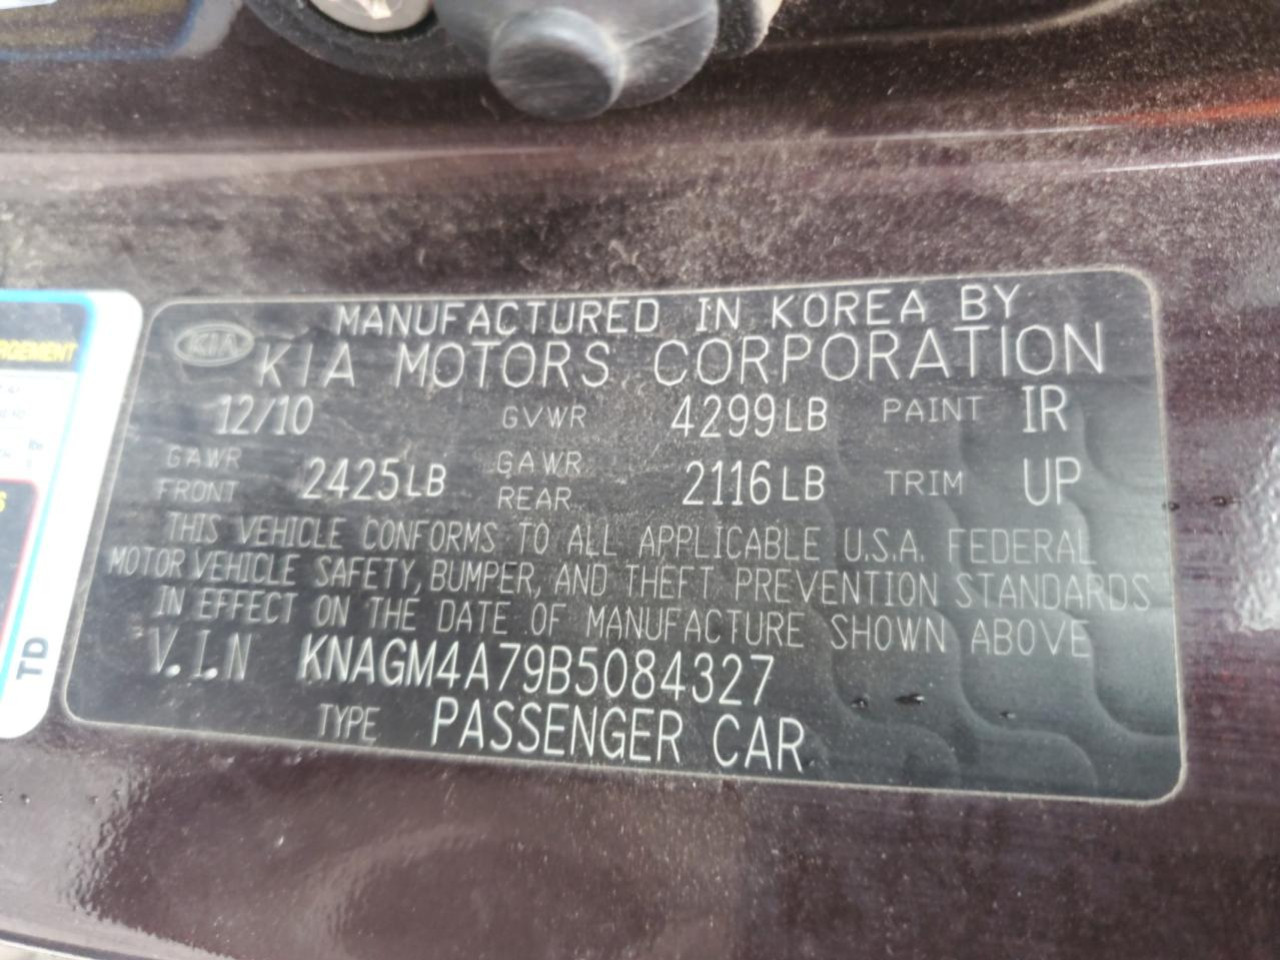 MANUFACTURED IN KOREA BY
KIA
KIA MOTORS CORPORATION
12/10 GVWR 4299LB PAINT IR
GAWR FRONT 2425LB GAWR REAR 2116LB TRIM UP
THIS VEHICLE CONFORMS TO ALL APPLICABLE U.S.A. FEDERAL
MOTOR VEHICLE SAFETY, BUMPER, AND THEFT PREVENTION STANDARDS
IN EFFECT ON THE DATE OF MANUFACTURE SHOWN ABOVE
V.I.N KNAGM4A79B5084327
TYPE PASSENGER CAR
TD